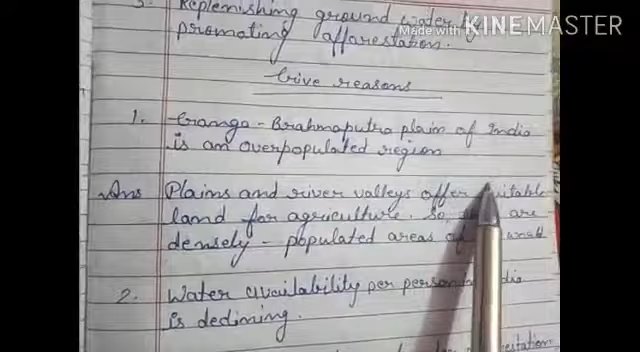 3. Replenishing ground water by
promoting afforestation.
Made with KINEMASTER
Give reasons
1. Ganga - Brahmaputra plain of India
is an overpopulated region
Ans Plains and river valleys offer suitable
land for agriculture. So are
densely - populated areas of
2. Water availability per person
is declining.